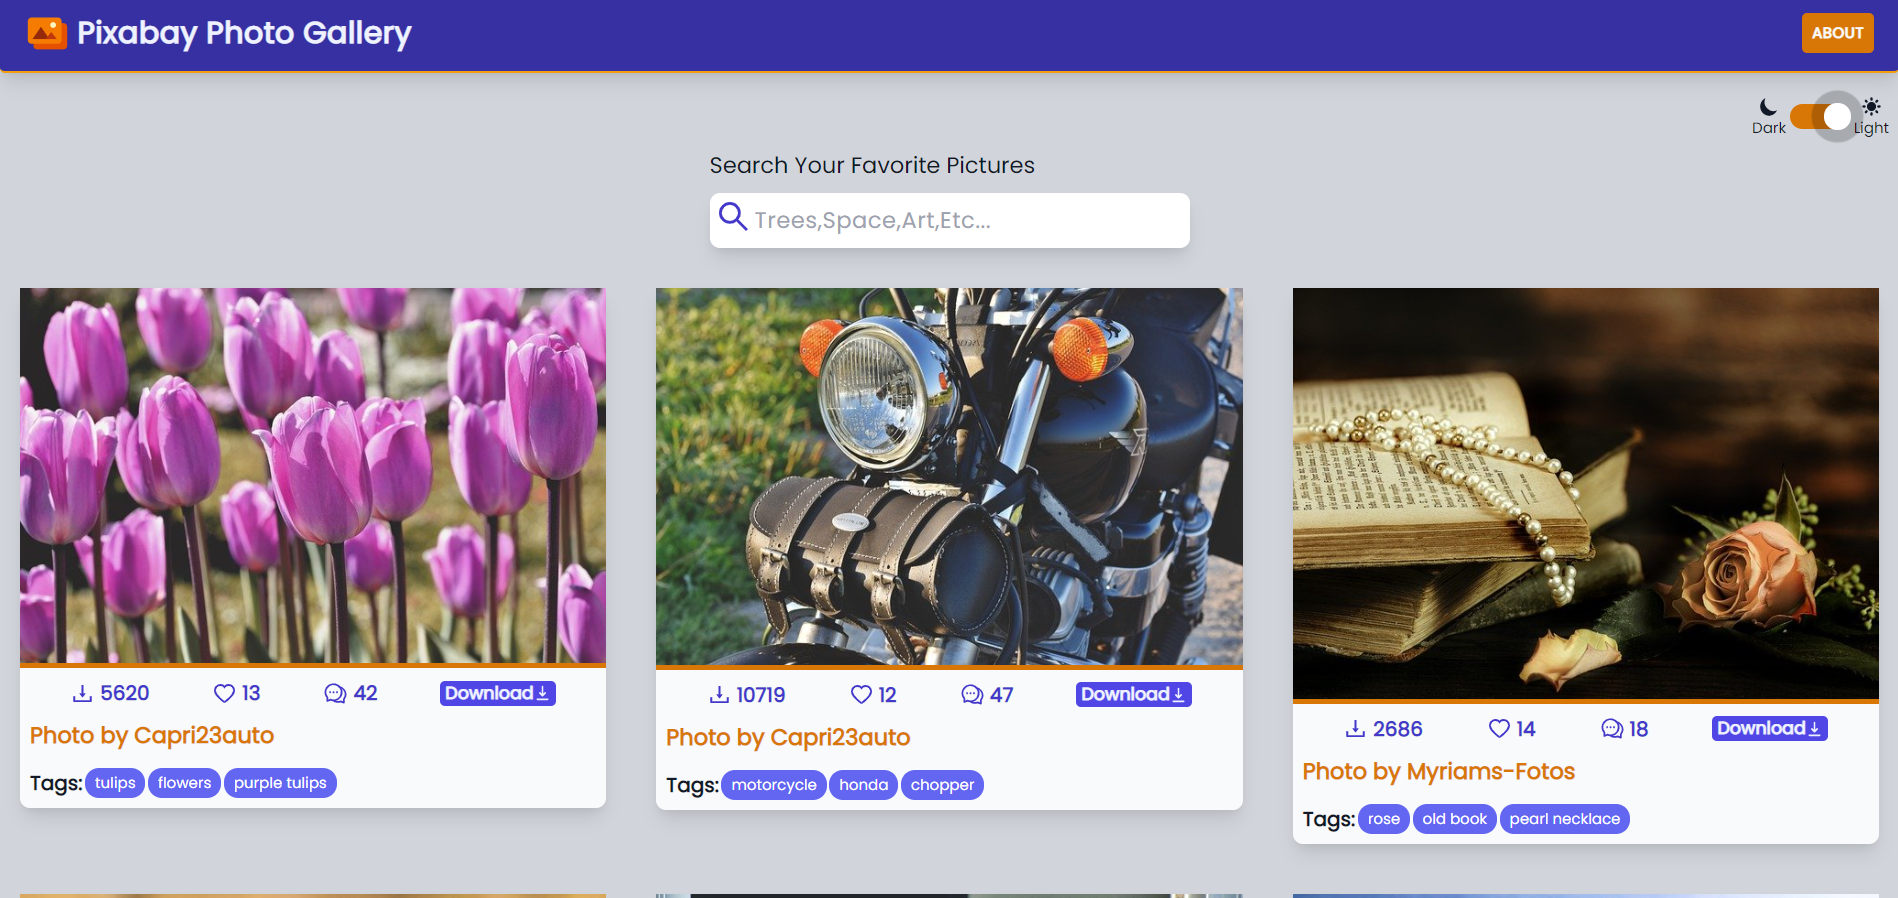 Pixabay Photo Gallery
ABOUT
Dark
Light
Search Your Favorite Pictures
Trees,Space,Art,Etc...
5620 13 42 Download
Photo by Capri23auto
Tags: tulips flowers purple tulips
10719 12 47 Download
Photo by Capri23auto
Tags: motorcycle honda chopper
2686 14 18 Download
Photo by Myriams-Fotos
Tags: rose old book pearl necklace